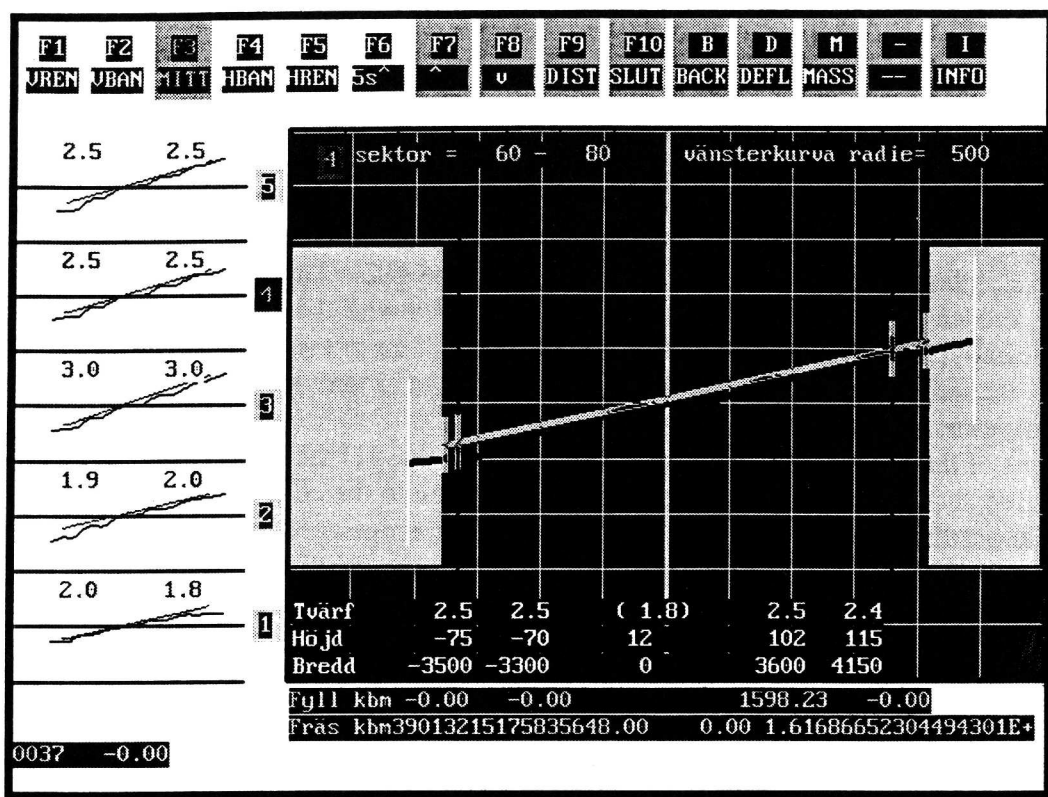 F1 F2 F3 F4 F5 F6 F7 F8 F9 F10 B D M - I
VREN VBAN MITT HBAN HREN 5s^ ^ v DIST SLUT BACK DEFL MASS -- INFO
4 sektor = 60 - 80 vänsterkurva radie= 500
2.5 2.5
5
2.5 2.5
4
3.0 3.0
3
1.9 2.0
2
2.0 1.8
1
Tvärf 2.5 2.5 ( 1.8) 2.5 2.4
Höjd -75 -70 12 102 115
Bredd -3500 -3300 0 3600 4150
Fyll kbm -0.00 -0.00 1598.23 -0.00
Fräs kbm39013215175835648.00 0.00 1.61686652304494301E+
0037 -0.00